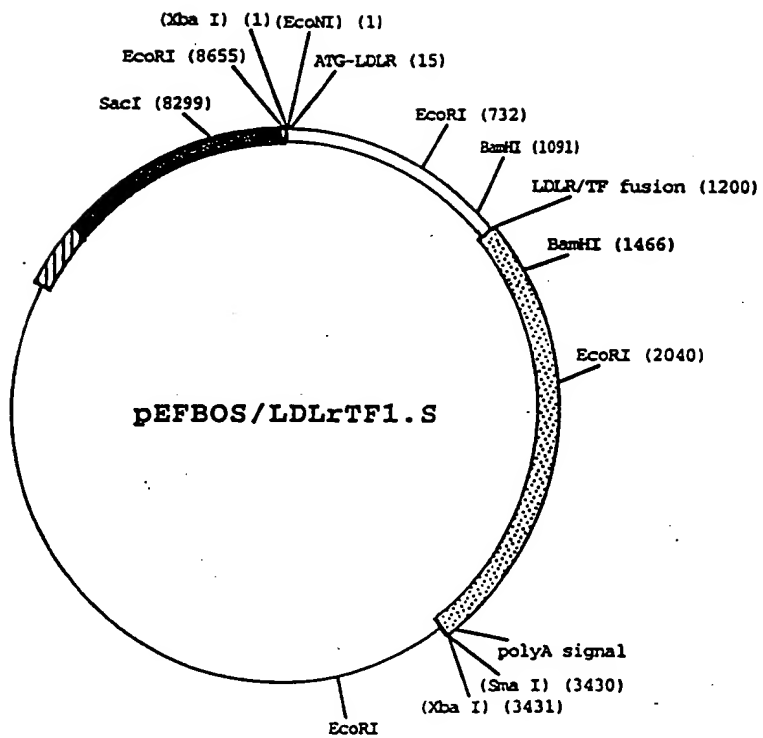 (Xba I) (1) (EcoNI) (1)
EcoRI (8655) ATG-LDLR (15)
SacI (8299)
EcoRI (732)
BamHI (1091)
LDLR/TF fusion (1200)
BamHI (1466)
EcoRI (2040)
pEFBOS/LDLrTF1.S
polyA signal
(Sma I) (3430)
(Xba I) (3431)
EcoRI